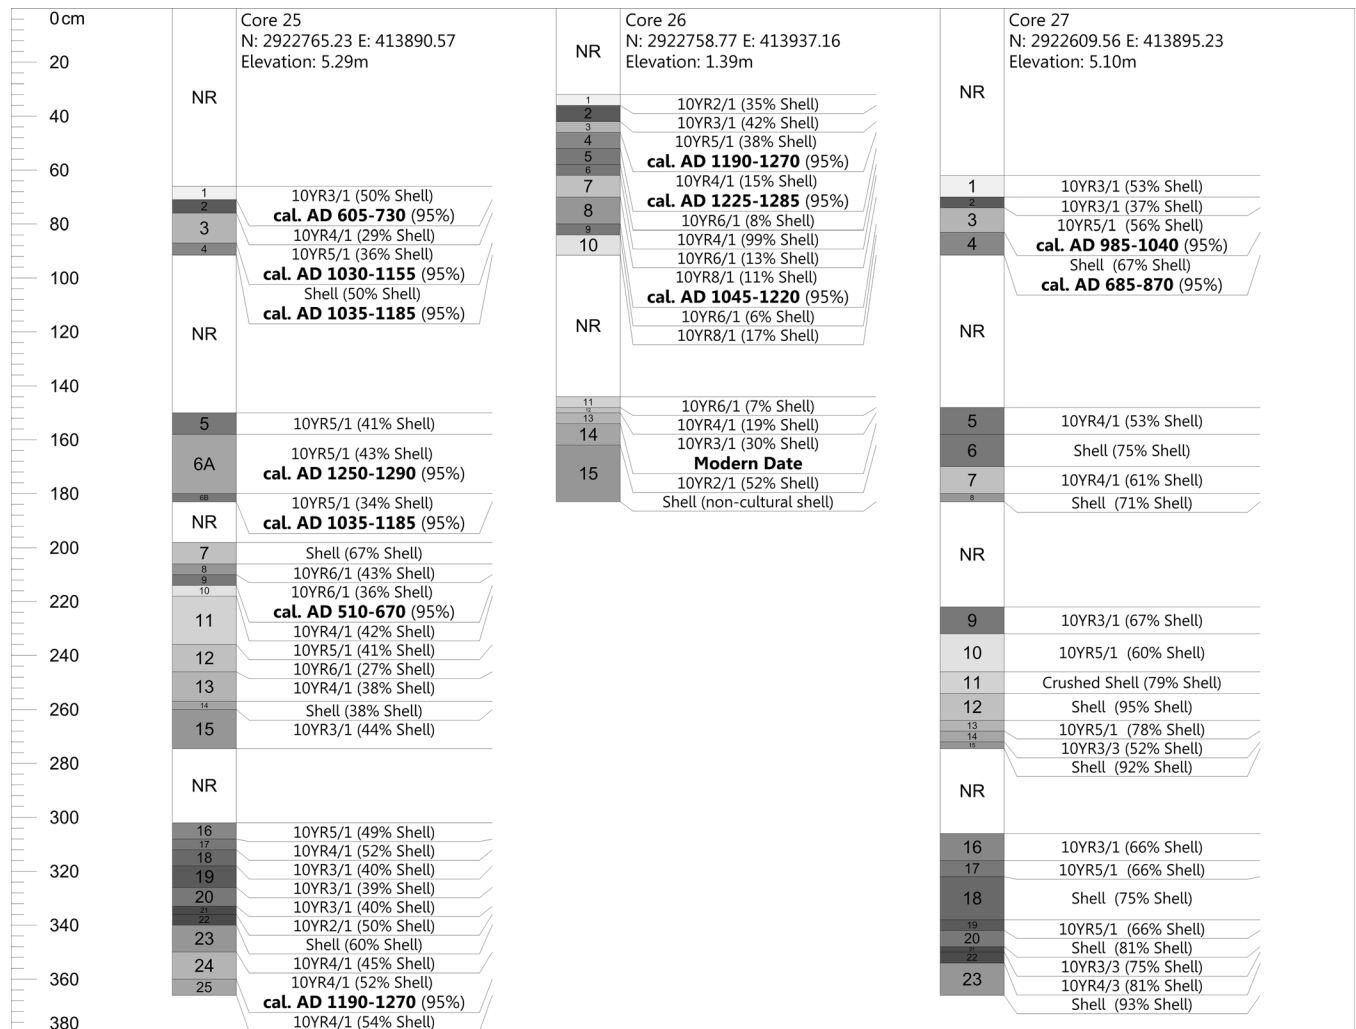 0cm
20
40
60
80
100
120
140
160
180
200
220
240
260
280
300
320
340
360
380
Core 25
N: 2922765.23 E: 413890.57
Elevation: 5.29m
NR
1
2
3
4
NR
5
6A
6B
NR
7
8
9
10
11
12
13
14
15
NR
16
17
18
19
20
21
22
23
24
25
10YR3/1 (50% Shell)
cal. AD 605-730 (95%)
10YR4/1 (29% Shell)
10YR5/1 (36% Shell)
cal. AD 1030-1155 (95%)
Shell (50% Shell)
cal. AD 1035-1185 (95%)
10YR5/1 (41% Shell)
10YR5/1 (43% Shell)
cal. AD 1250-1290 (95%)
10YR5/1 (34% Shell)
cal. AD 1035-1185 (95%)
Shell (67% Shell)
10YR6/1 (43% Shell)
10YR6/1 (36% Shell)
cal. AD 510-670 (95%)
10YR4/1 (42% Shell)
10YR5/1 (41% Shell)
10YR6/1 (27% Shell)
10YR4/1 (38% Shell)
Shell (38% Shell)
10YR3/1 (44% Shell)
10YR5/1 (49% Shell)
10YR4/1 (52% Shell)
10YR3/1 (40% Shell)
10YR3/1 (39% Shell)
10YR3/1 (40% Shell)
10YR2/1 (50% Shell)
Shell (60% Shell)
10YR4/1 (45% Shell)
10YR4/1 (52% Shell)
cal. AD 1190-1270 (95%)
10YR4/1 (54% Shell)
Core 26
N: 2922758.77 E: 413937.16
Elevation: 1.39m
NR
1
2
3
4
5
6
7
8
9
10
NR
11
12
13
14
15
10YR2/1 (35% Shell)
10YR3/1 (42% Shell)
10YR5/1 (38% Shell)
cal. AD 1190-1270 (95%)
10YR4/1 (15% Shell)
cal. AD 1225-1285 (95%)
10YR6/1 (8% Shell)
10YR4/1 (99% Shell)
10YR6/1 (13% Shell)
10YR8/1 (11% Shell)
cal. AD 1045-1220 (95%)
10YR6/1 (6% Shell)
10YR8/1 (17% Shell)
10YR6/1 (7% Shell)
10YR4/1 (19% Shell)
10YR3/1 (30% Shell)
Modern Date
10YR2/1 (52% Shell)
Shell (non-cultural shell)
Core 27
N: 2922609.56 E: 413895.23
Elevation: 5.10m
NR
1
2
3
4
NR
5
6
7
8
NR
9
10
11
12
13
14
15
NR
16
17
18
19
20
21
22
23
10YR3/1 (53% Shell)
10YR3/1 (37% Shell)
10YR5/1 (56% Shell)
cal. AD 985-1040 (95%)
Shell (67% Shell)
cal. AD 685-870 (95%)
10YR4/1 (53% Shell)
Shell (75% Shell)
10YR4/1 (61% Shell)
Shell (71% Shell)
10YR3/1 (67% Shell)
10YR5/1 (60% Shell)
Crushed Shell (79% Shell)
Shell (95% Shell)
10YR5/1 (78% Shell)
10YR3/3 (52% Shell)
Shell (92% Shell)
10YR3/1 (66% Shell)
10YR5/1 (66% Shell)
Shell (75% Shell)
10YR5/1 (66% Shell)
Shell (81% Shell)
10YR3/3 (75% Shell)
10YR4/3 (81% Shell)
Shell (93% Shell)